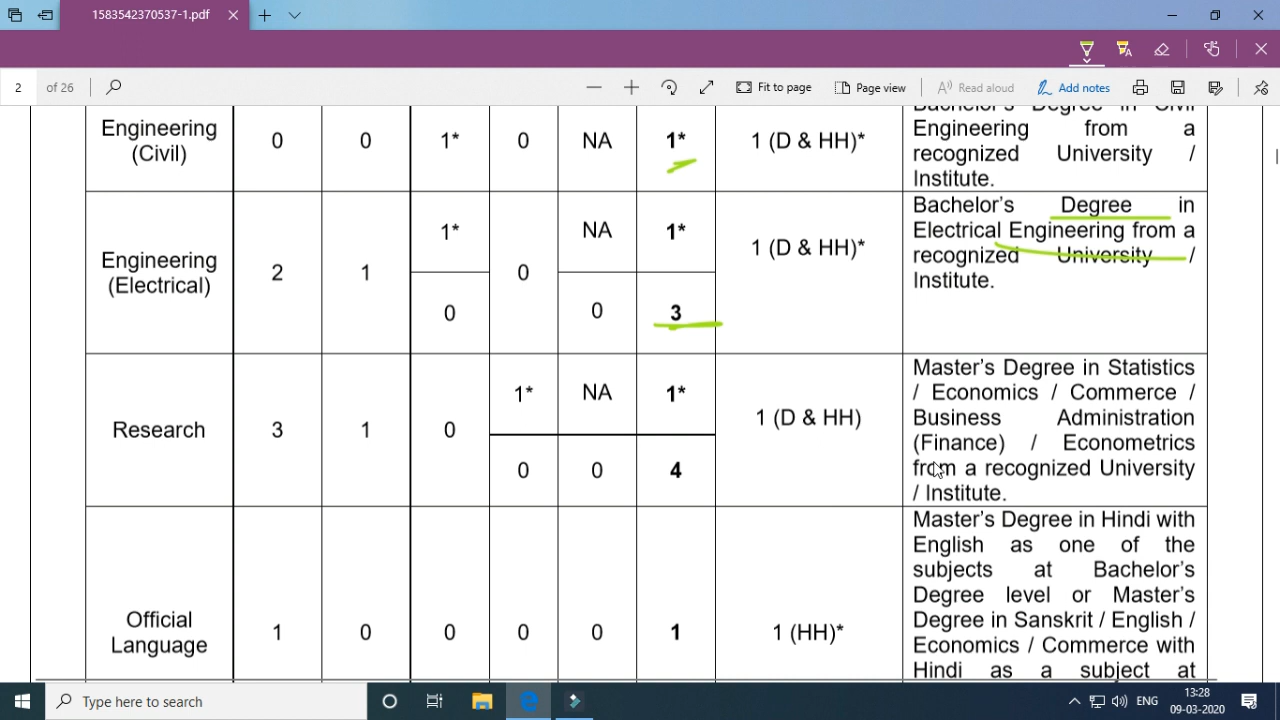 1583542370537-1.pdf
2 of 26
Fit to page
Page view
Read aloud
Add notes
Engineering
(Civil)
0
0
1*
0
NA
1*
1 (D & HH)*
Bachelor's Degree in Civil
Engineering from a
recognized University /
Institute.
Engineering
(Electrical)
2
1
1*
0
0
NA
0
1*
3
1 (D & HH)*
Bachelor's Degree in
Electrical Engineering from a
recognized University /
Institute.
Research
3
1
0
1*
0
NA
0
1*
4
1 (D & HH)
Master's Degree in Statistics
/ Economics / Commerce /
Business Administration
(Finance) / Econometrics
from a recognized University
/ Institute.
Official
Language
1
0
0
0
0
1
1 (HH)*
Master's Degree in Hindi with
English as one of the
subjects at Bachelor's
Degree level or Master's
Degree in Sanskrit / English /
Economics / Commerce with
Hindi as a subject at
Type here to search
ENG
13:28
09-03-2020